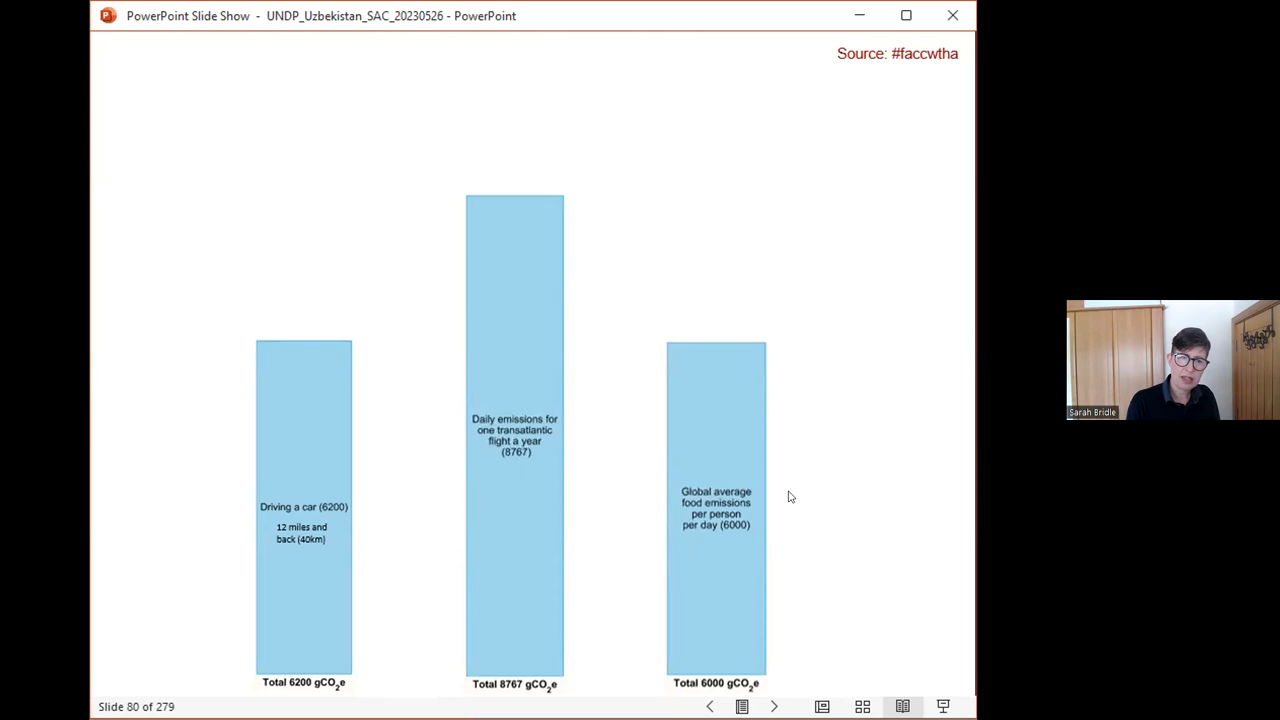 PowerPoint Slide Show - UNDP_Uzbekistan_SAC_20230526 - PowerPoint
Source: #faccwtha
Driving a car (6200)
12 miles and
back (40km)
Total 6200 gCO2e
Daily emissions for
one transatlantic
flight a year
(8767)
Total 8767 gCO2e
Global average
food emissions
per person
per day (6000)
Total 6000 gCO2e
Sarah Bridle
Slide 80 of 279